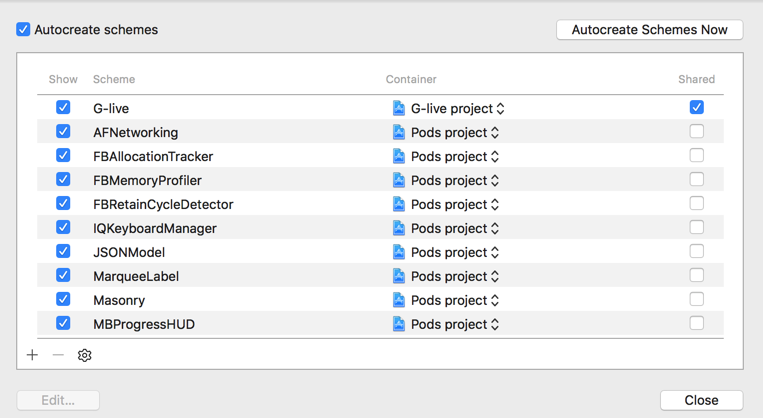 Autocreate schemes
Autocreate Schemes Now
Show Scheme Container Shared
G-live G-live project
AFNetworking Pods project
FBAllocationTracker Pods project
FBMemoryProfiler Pods project
FBRetainCycleDetector Pods project
IQKeyboardManager Pods project
JSONModel Pods project
MarqueeLabel Pods project
Masonry Pods project
MBProgressHUD Pods project
Edit...
Close